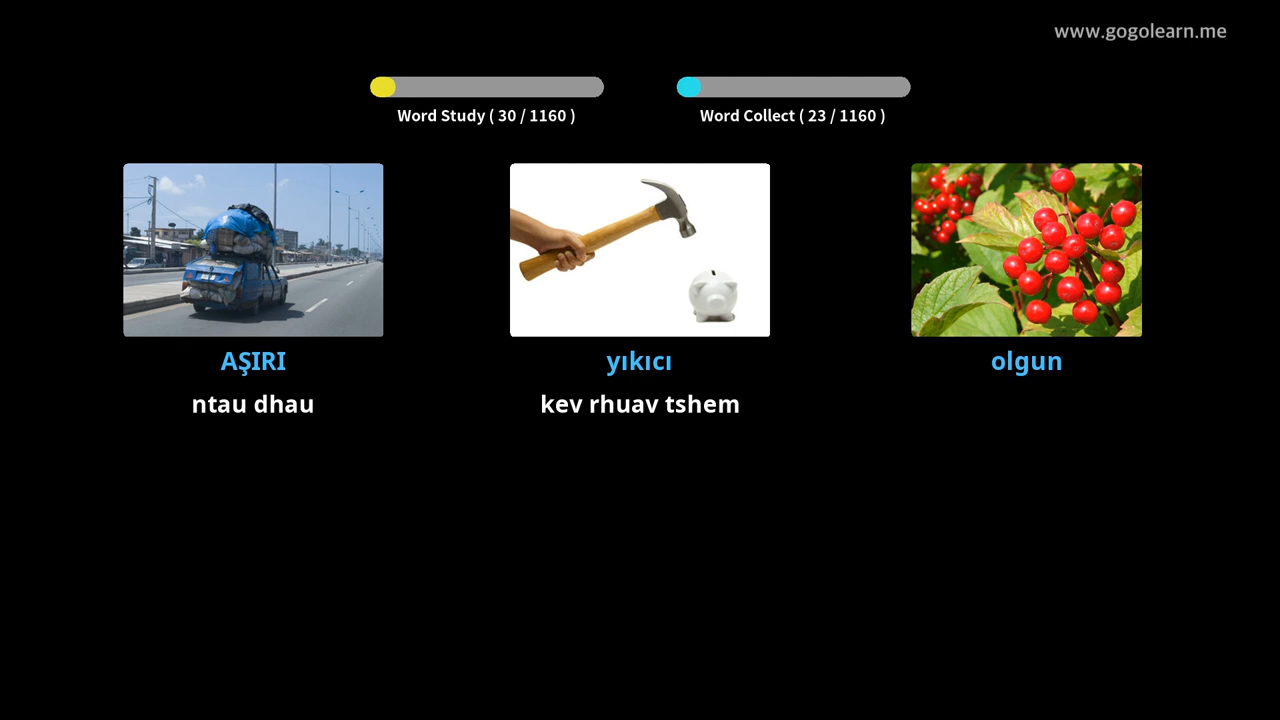 www.gogolearn.me
Word Study ( 30 / 1160 )
Word Collect ( 23 / 1160 )
AŞIRI
yıkıcı
olgun
ntau dhau
kev rhuav tshem